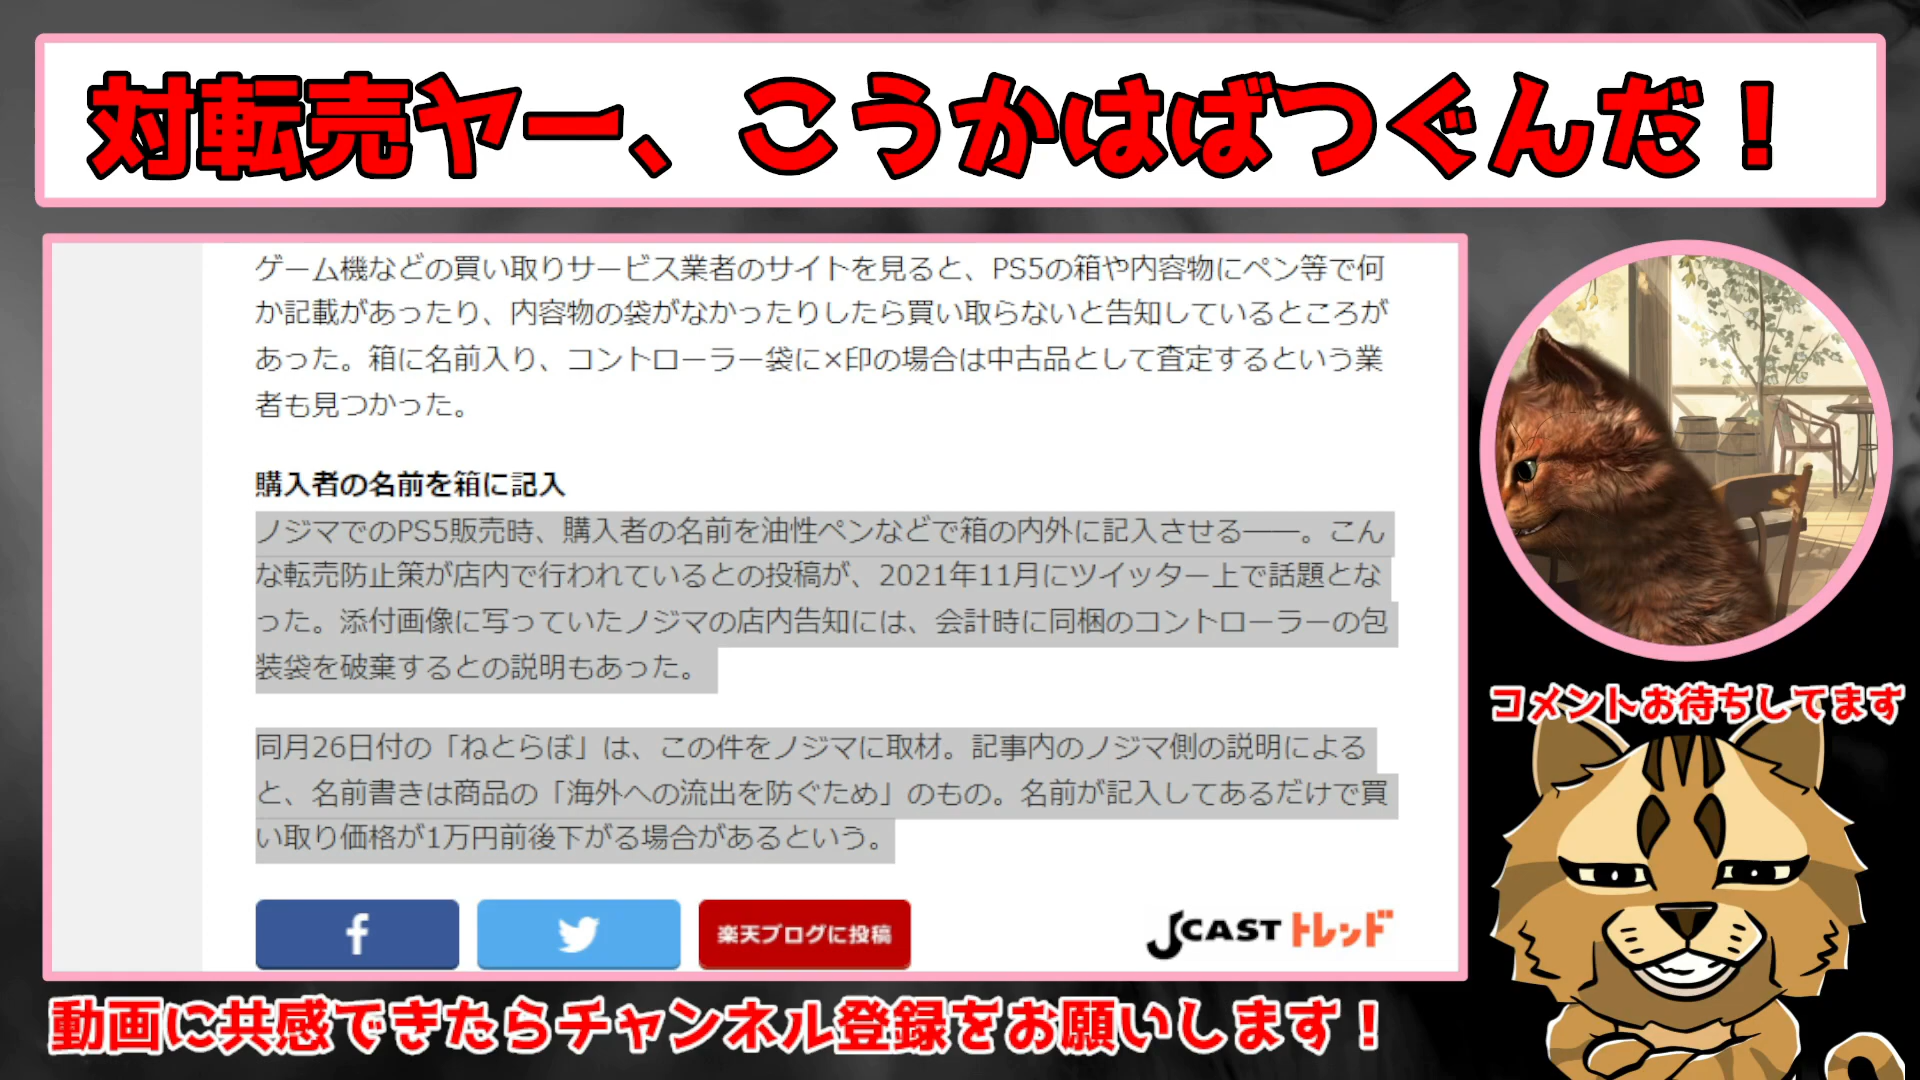 対転売ヤー、こうかはばつぐんだ！
ゲーム機などの買い取りサービス業者のサイトを見ると、PS5の箱や内容物にペン等で何
か記載があったり、内容物の袋がなかったりしたら買い取らないと告知しているところが
あった。箱に名前入り、コントローラー袋に×印の場合は中古品として査定するという業
者も見つかった。
購入者の名前を箱に記入
ノジマでのPS5販売時、購入者の名前を油性ペンなどで箱の内外に記入させる――。こん
な転売防止策が店内で行われているとの投稿が、2021年11月にツイッター上で話題とな
った。添付画像に写っていたノジマの店内告知には、会計時に同梱のコントローラーの包
装袋を破棄するとの説明もあった。
同月26日付の「ねとらぼ」は、この件をノジマに取材。記事内のノジマ側の説明による
と、名前書きは商品の「海外への流出を防ぐため」のもの。名前が記入してあるだけで買
い取り価格が1万円前後下がる場合があるという。
f
楽天ブログに投稿
J CAST トレンド
コメントお待ちしてます
動画に共感できたらチャンネル登録をお願いします！